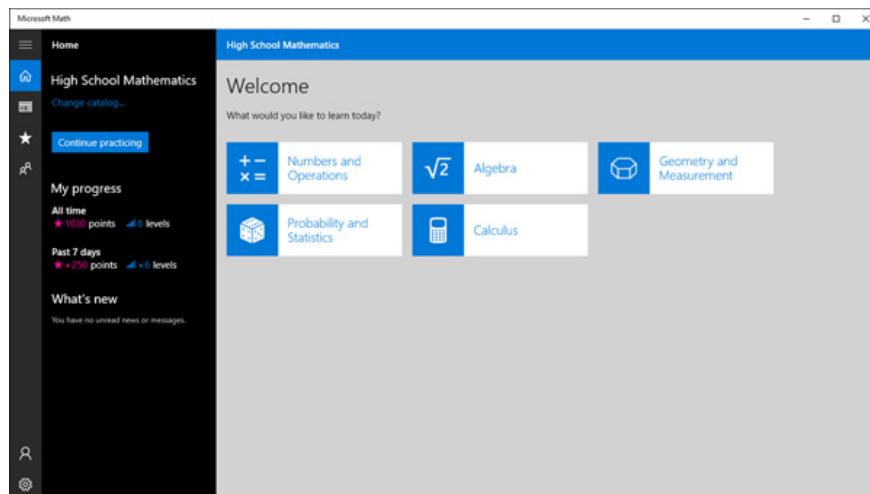 Microsoft Math
Home
High School Mathematics
Change catalog...
Continue practicing
My progress
All time
1030 points 8 levels
Past 7 days
+250 points +6 levels
What's new
You have no unread news or messages.
High School Mathematics
Welcome
What would you like to learn today?
Numbers and
Operations
√2
Algebra
Geometry and
Measurement
Probability and
Statistics
Calculus